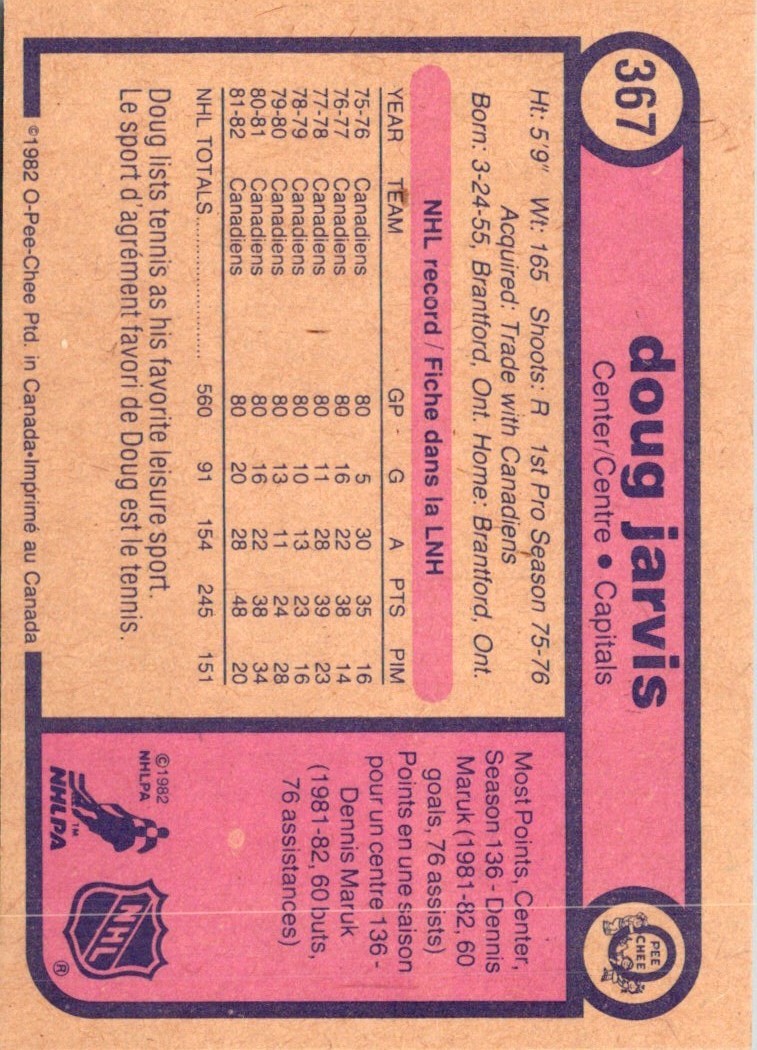 367
doug jarvis
Center/Centre • Capitals
PEE
CHEE
Ht: 5'9" Wt: 165 Shoots: R 1st Pro Season 75-76
Acquired: Trade with Canadiens
Born: 3-24-55, Brantford, Ont. Home: Brantford, Ont.
NHL record / Fiche dans la LNH
YEAR TEAM GP G A PTS PIM
75-76 Canadiens 80 5 30 35 16
76-77 Canadiens 80 16 22 38 14
77-78 Canadiens 80 11 28 39 23
78-79 Canadiens 80 10 13 23 16
79-80 Canadiens 80 13 11 24 28
80-81 Canadiens 80 16 22 38 34
81-82 Canadiens 80 20 28 48 20
NHL TOTALS.................... 560 91 154 245 151
Doug lists tennis as his favorite leisure sport.
Le sport d'agrément favori de Doug est le tennis.
©1982 O-Pee-Chee Ptd. in Canada•Imprimé au Canada
Most Points, Center,
Season 136 - Dennis
Maruk (1981-82, 60
goals, 76 assists)
Points en une saison
pour un centre 136 -
Dennis Maruk
(1981-82, 60 buts,
76 assistances)
©1982
NHLPA
TM
NHLPA
NHL
®